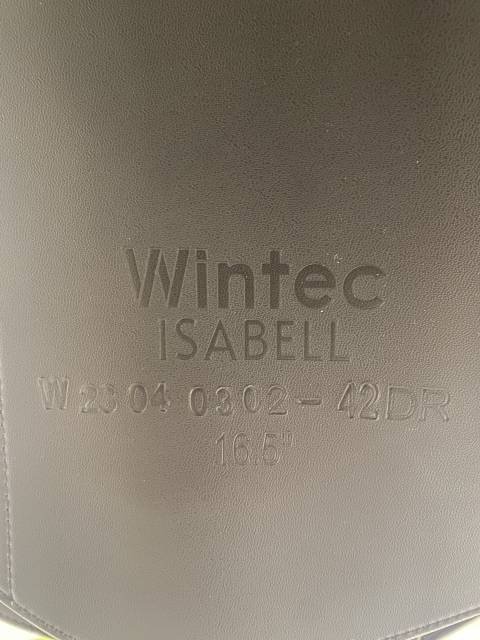 Wintec
ISABELL
W 23 04 0302-42DR
16.5"